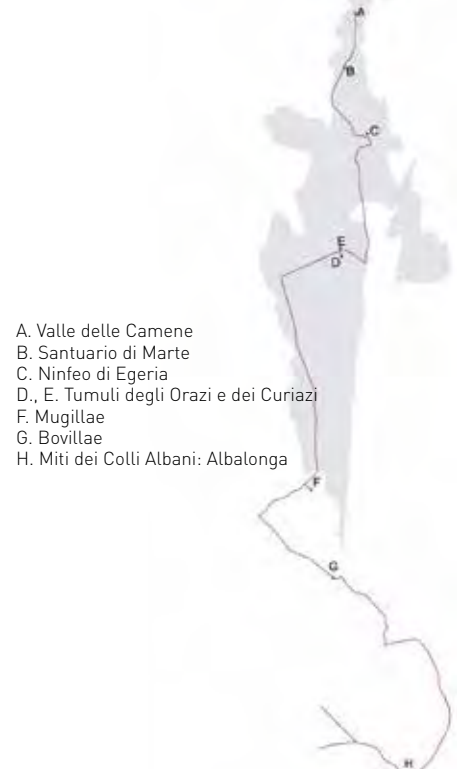 A
B
C
E
D
A. Valle delle Camene
B. Santuario di Marte
C. Ninfeo di Egeria
D., E. Tumuli degli Orazi e dei Curiazi
F. Mugillae
G. Bovillae
H. Miti dei Colli Albani: Albalonga
F
G
H